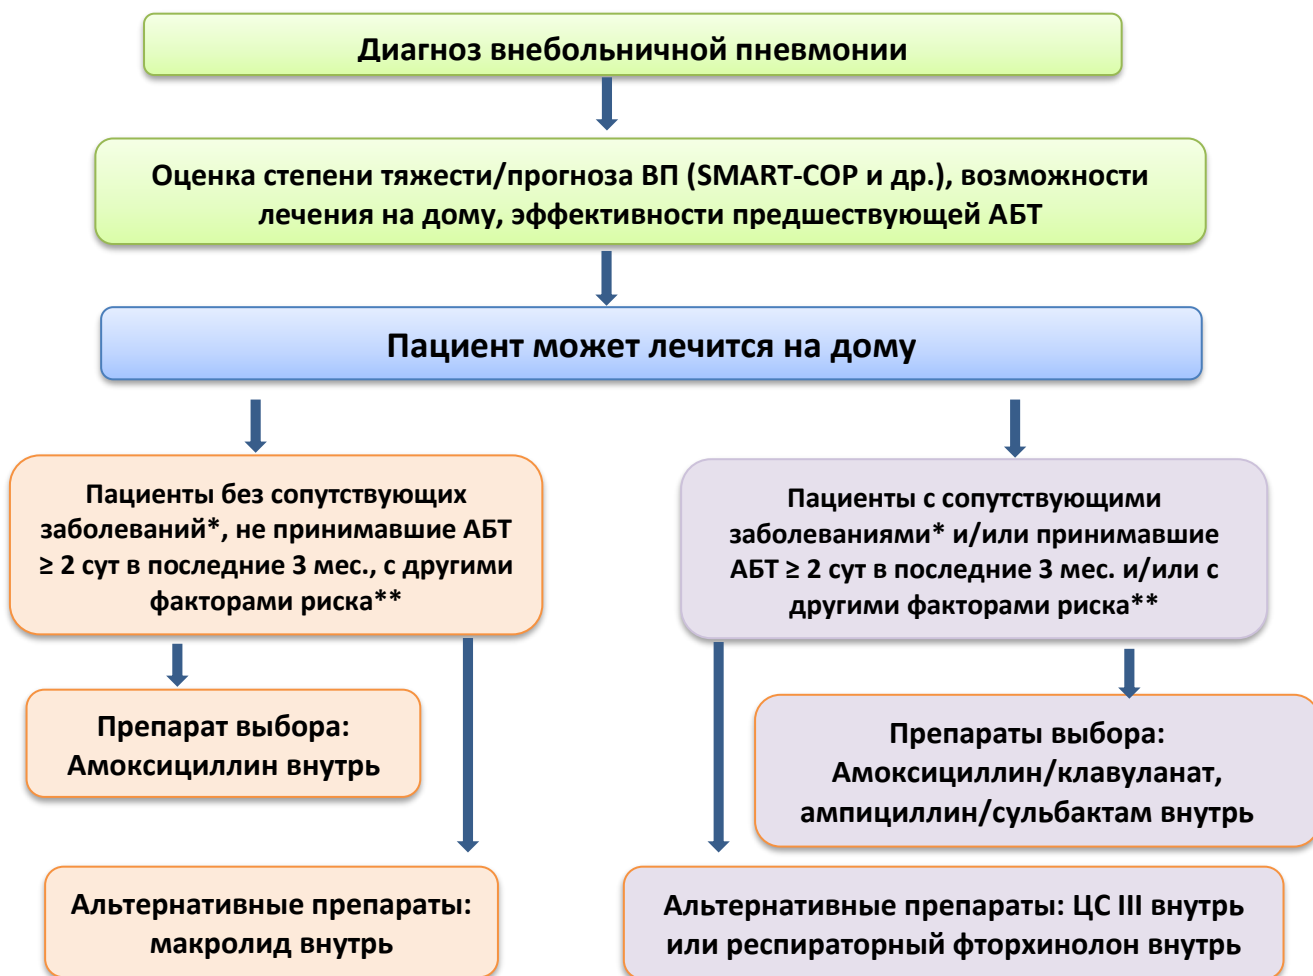 Диагноз внебольничной пневмонии
Оценка степени тяжести/прогноза ВП (SMART-COP и др.), возможности
лечения на дому, эффективности предшествующей АБТ
Пациент может лечится на дому
Пациенты без сопутствующих
заболеваний*, не принимавшие АБТ
≥ 2 сут в последние 3 мес., с другими
факторами риска**
Пациенты с сопутствующими
заболеваниями* и/или принимавшие
АБТ ≥ 2 сут в последние 3 мес. и/или с
другими факторами риска**
Препарат выбора:
Амоксициллин внутрь
Препараты выбора:
Амоксициллин/клавуланат,
ампициллин/сульбактам внутрь
Альтернативные препараты:
макролид внутрь
Альтернативные препараты: ЦС III внутрь
или респираторный фторхинолон внутрь